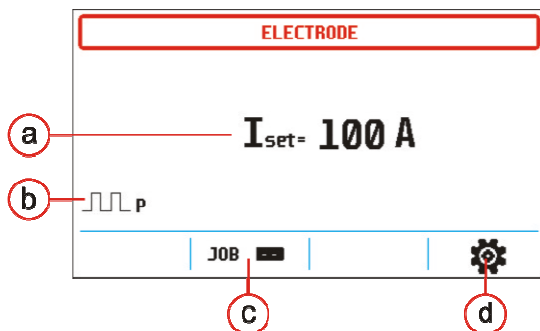 ELECTRODE
a
Iset= 100 A
b
P
JOB --
c
d